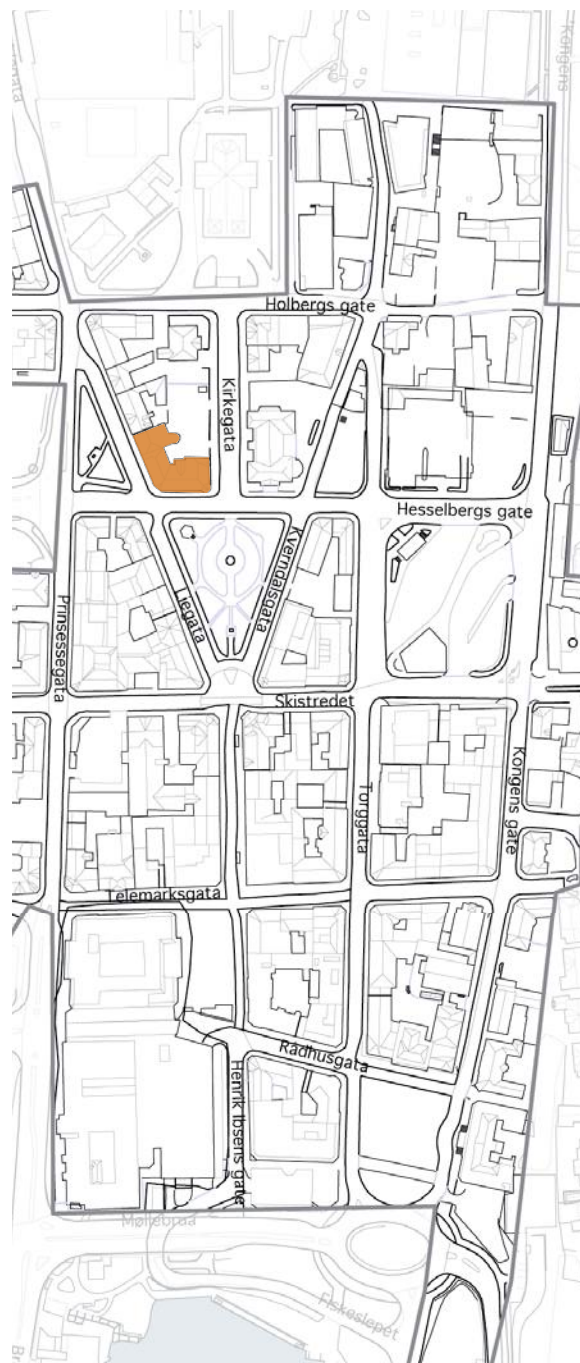 Kongens
Holbergs gate
Kirkegata
Hesselbergs gate
Kverndalsgata
Liegata
Prinsessegata
Skistredet
Torggata
Kongens gate
Telemarksgata
Rådhusgata
Henrik Ibsens gate
Møllebrua
Fiskeslepet